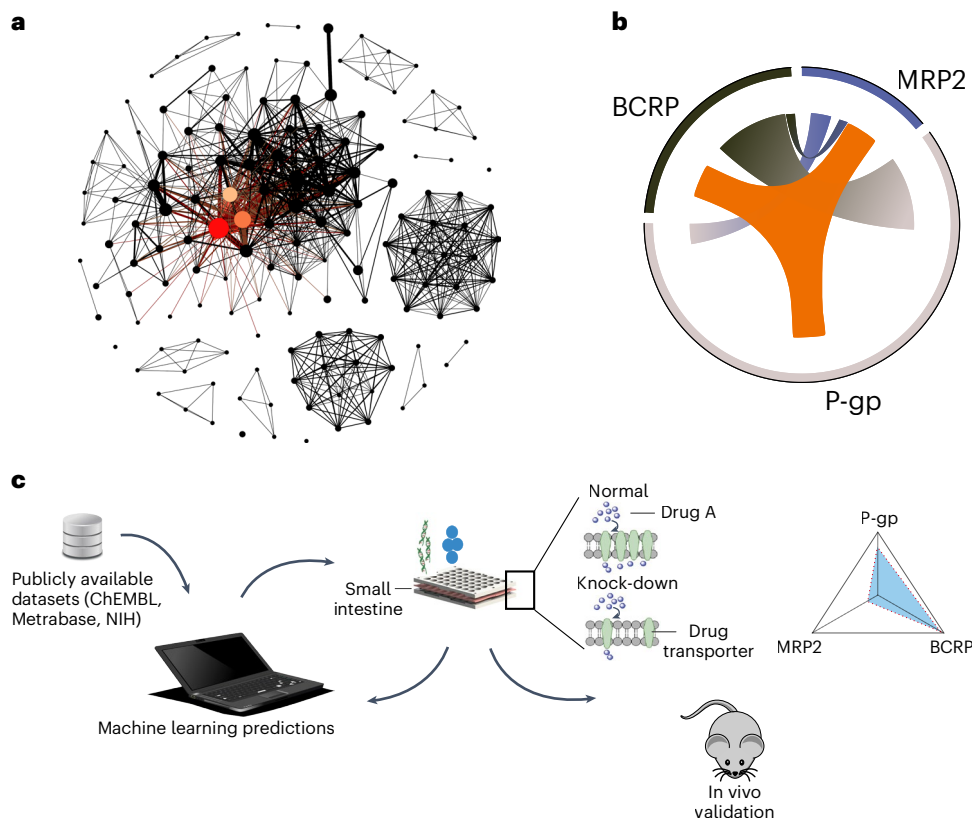 a
b
BCRP
MRP2
P-gp
c
Publicly available
datasets (ChEMBL,
Metrabase, NIH)
Machine learning predictions
Small
intestine
Normal
Drug A
Knock-down
Drug
transporter
P-gp
MRP2
BCRP
In vivo
validation